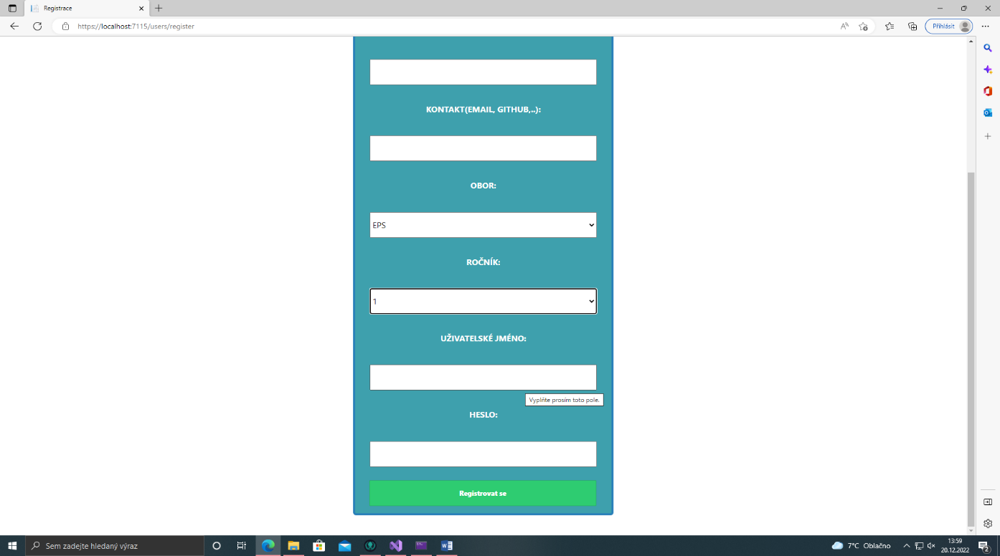 Registrace
https://localhost:7115/users/register
Přihlásit
KONTAKT(EMAIL, GITHUB,..):
OBOR:
EPS
ROČNÍK:
1
UŽIVATELSKÉ JMÉNO:
Vyplňte prosím toto pole.
HESLO:
Registrovat se
Sem zadejte hledaný výraz
7°C Oblačno
13:59
20.12.2022
2